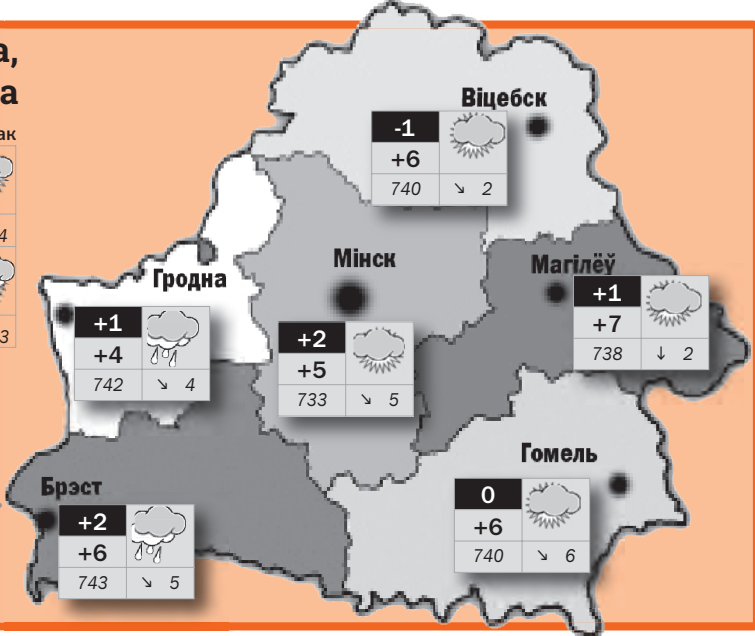 а,
а
ак
4
3
Віцебск
-1
+6
740 ↘ 2
Мінск
+2
+5
733 ↘ 5
Магілёў
+1
+7
738 ↓ 2
Гродна
+1
+4
742 ↘ 4
Гомель
0
+6
740 ↘ 6
Брэст
+2
+6
743 ↘ 5